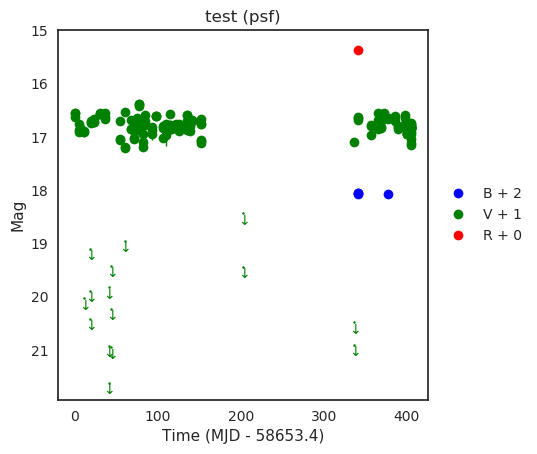 test (psf)
15
16
17
18
19
20
21
Mag
0
100
200
300
400
Time (MJD - 58653.4)
B + 2
V + 1
R + 0